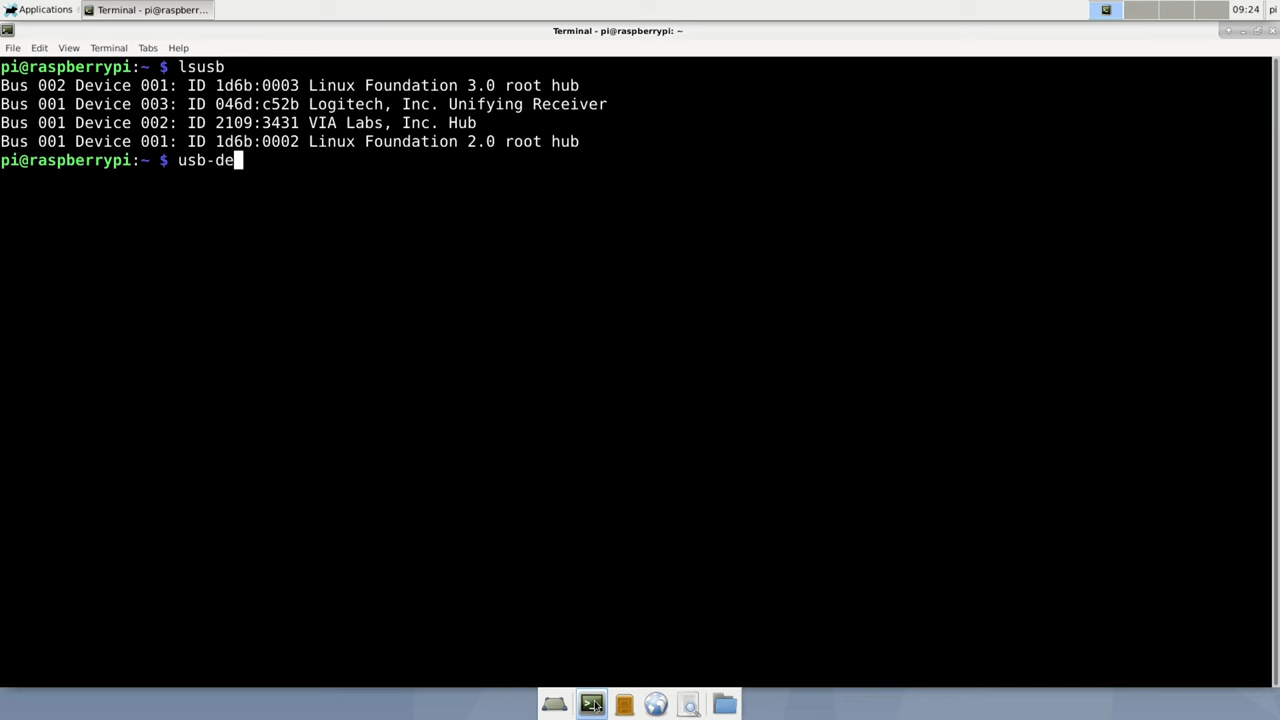 Applications
Terminal - pi@raspberr...
09:24
pi
Terminal - pi@raspberrypi: ~
File Edit View Terminal Tabs Help
pi@raspberrypi:~ $ lsusb
Bus 002 Device 001: ID 1d6b:0003 Linux Foundation 3.0 root hub
Bus 001 Device 003: ID 046d:c52b Logitech, Inc. Unifying Receiver
Bus 001 Device 002: ID 2109:3431 VIA Labs, Inc. Hub
Bus 001 Device 001: ID 1d6b:0002 Linux Foundation 2.0 root hub
pi@raspberrypi:~ $ usb-de